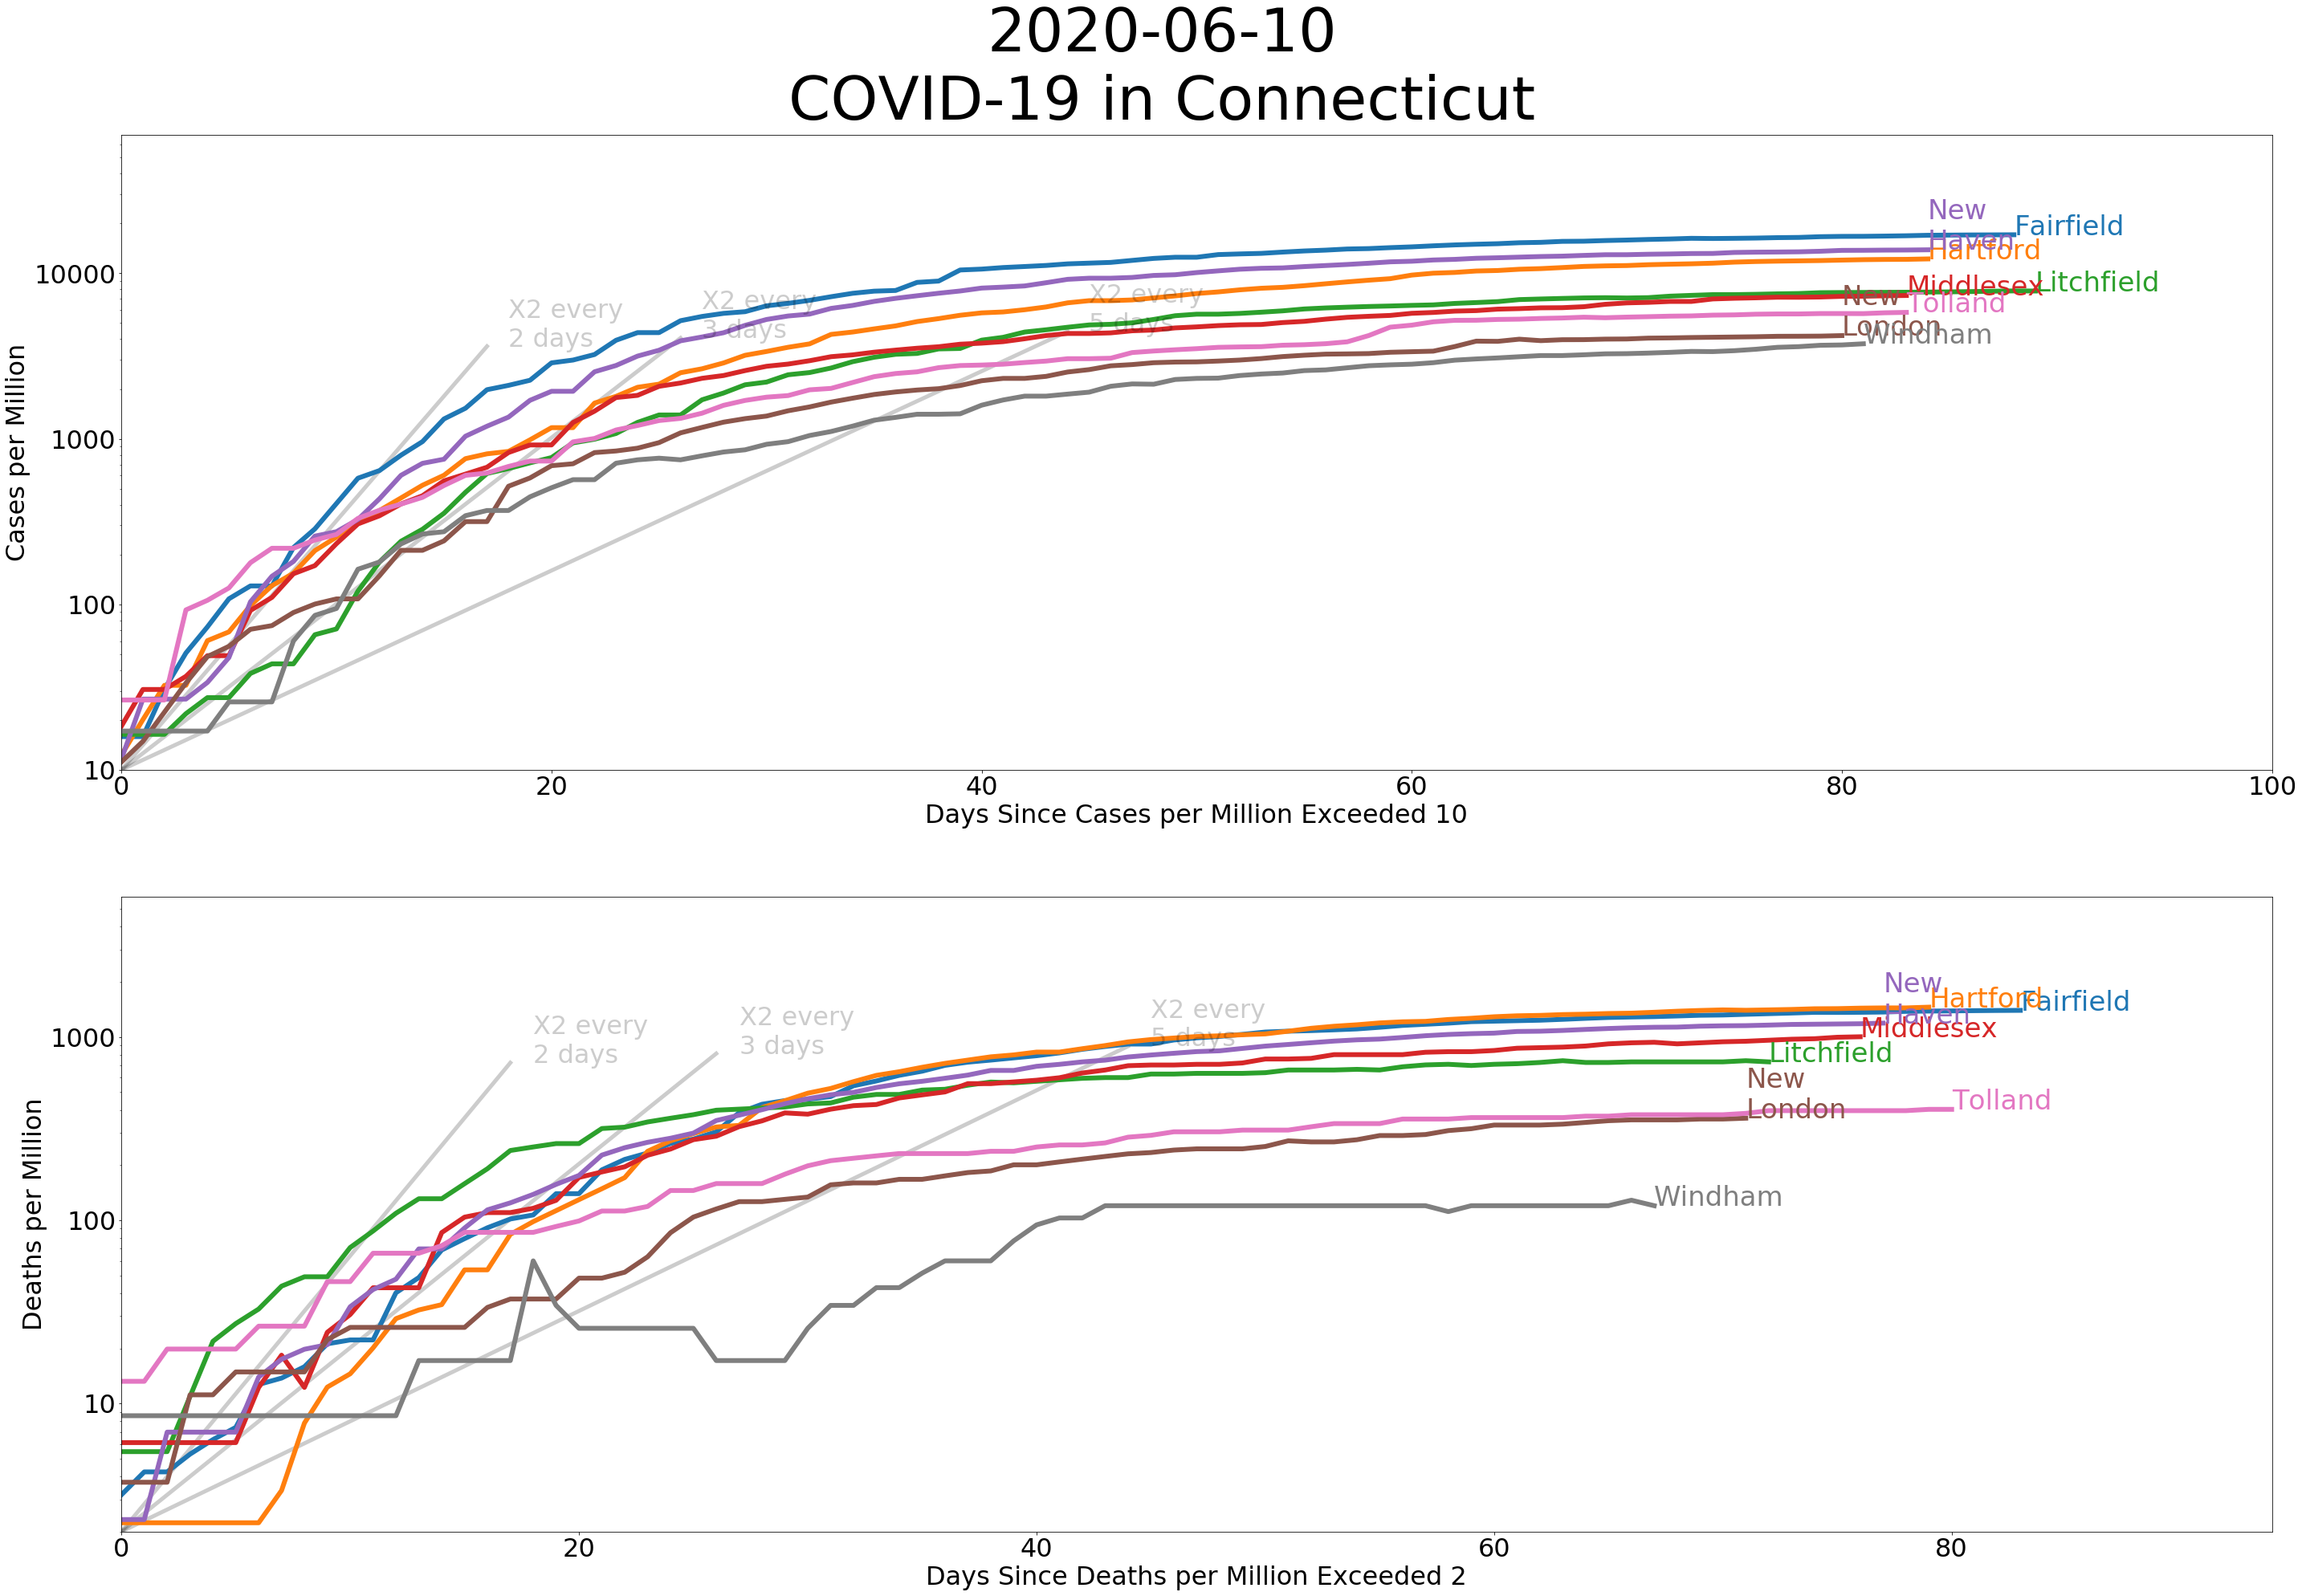 2020-06-10
COVID-19 in Connecticut
Cases per Million
10000
1000
100
10
X2 every
2 days
X2 every
3 days
X2 every
5 days
New
Haven
Fairfield
Hartford
Litchfield
Middlesex
Tolland
New
London
Windham
0
20
40
60
80
100
Days Since Cases per Million Exceeded 10
Deaths per Million
1000
100
10
X2 every
2 days
X2 every
3 days
X2 every
5 days
New
Haven
Hartford
Fairfield
Middlesex
Litchfield
New
London
Tolland
Windham
0
20
40
60
80
Days Since Deaths per Million Exceeded 2